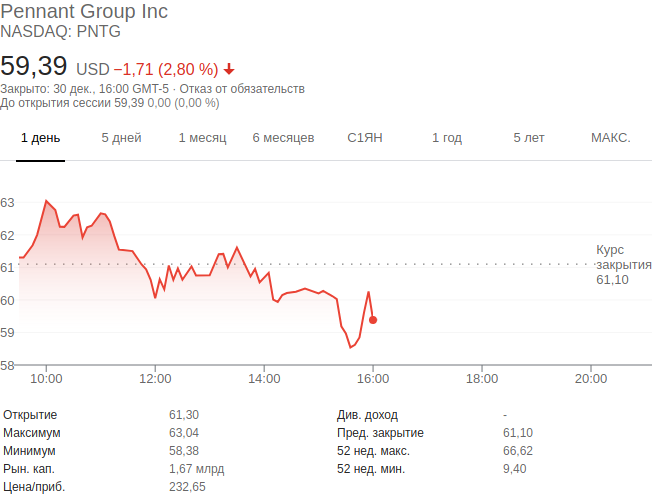 Pennant Group Inc
NASDAQ: PNTG
59,39 USD −1,71 (2,80 %)
Закрыто: 30 дек., 16:00 GMT-5 · Отказ от обязательств
До открытия сессии 59,39 0,00 (0,00 %)
1 день 5 дней 1 месяц 6 месяцев С1ЯН 1 год 5 лет МАКС.
63
62
61
60
59
58
Курс
закрытия
61,10
10:00 12:00 14:00 16:00 18:00 20:00
Открытие 61,30 Див. доход -
Максимум 63,04 Пред. закрытие 61,10
Минимум 58,38 52 нед. макс. 66,62
Рын. кап. 1,67 млрд 52 нед. мин. 9,40
Цена/приб. 232,65